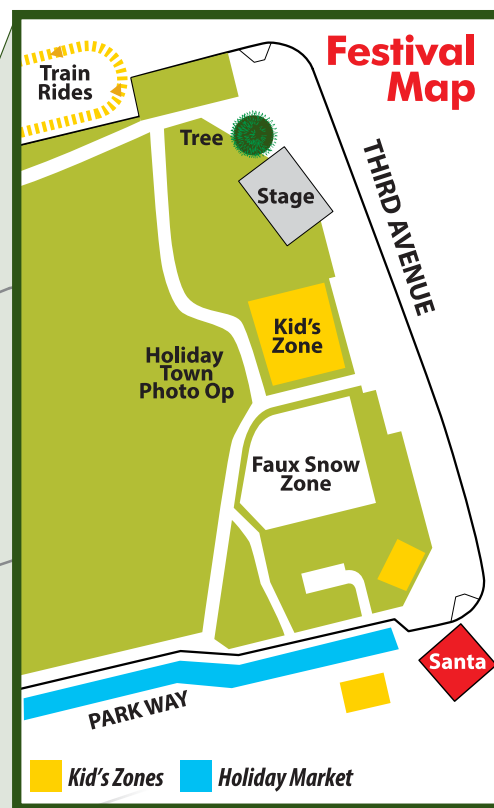 Festival
Map
Train
Rides
Tree
THIRD AVENUE
Stage
Kid's
Zone
Holiday
Town
Photo Op
Faux Snow
Zone
Santa
PARK WAY
Kid's Zones
Holiday Market